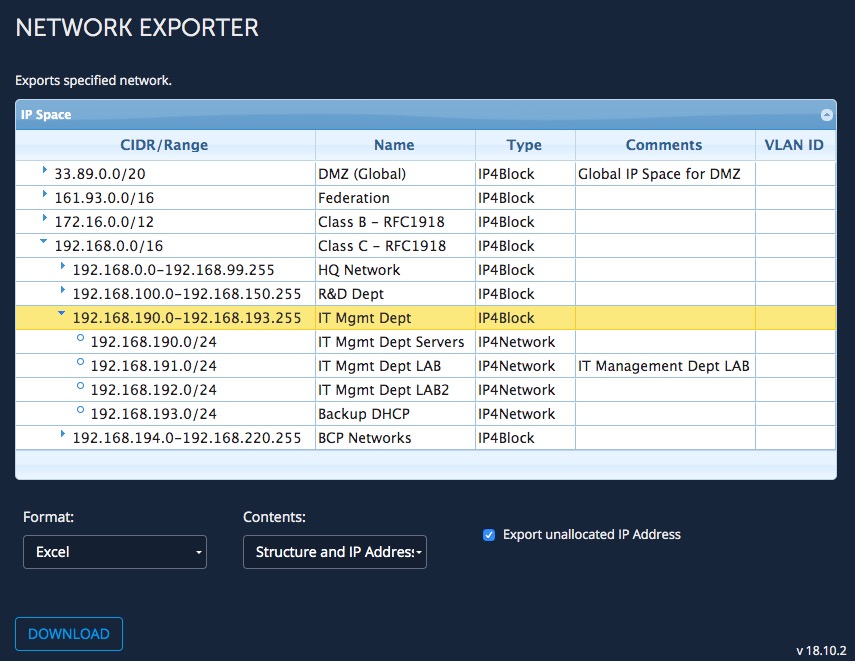 NETWORK EXPORTER
Exports specified network.
IP Space
CIDR/Range Name Type Comments VLAN ID
33.89.0.0/20 DMZ (Global) IP4Block Global IP Space for DMZ
161.93.0.0/16 Federation IP4Block
172.16.0.0/12 Class B – RFC1918 IP4Block
192.168.0.0/16 Class C – RFC1918 IP4Block
192.168.0.0–192.168.99.255 HQ Network IP4Block
192.168.100.0–192.168.150.255 R&D Dept IP4Block
192.168.190.0–192.168.193.255 IT Mgmt Dept IP4Block
192.168.190.0/24 IT Mgmt Dept Servers IP4Network
192.168.191.0/24 IT Mgmt Dept LAB IP4Network IT Management Dept LAB
192.168.192.0/24 IT Mgmt Dept LAB2 IP4Network
192.168.193.0/24 Backup DHCP IP4Network
192.168.194.0–192.168.220.255 BCP Networks IP4Block
Format: Contents:
Excel Structure and IP Address Export unallocated IP Address
DOWNLOAD
v 18.10.2